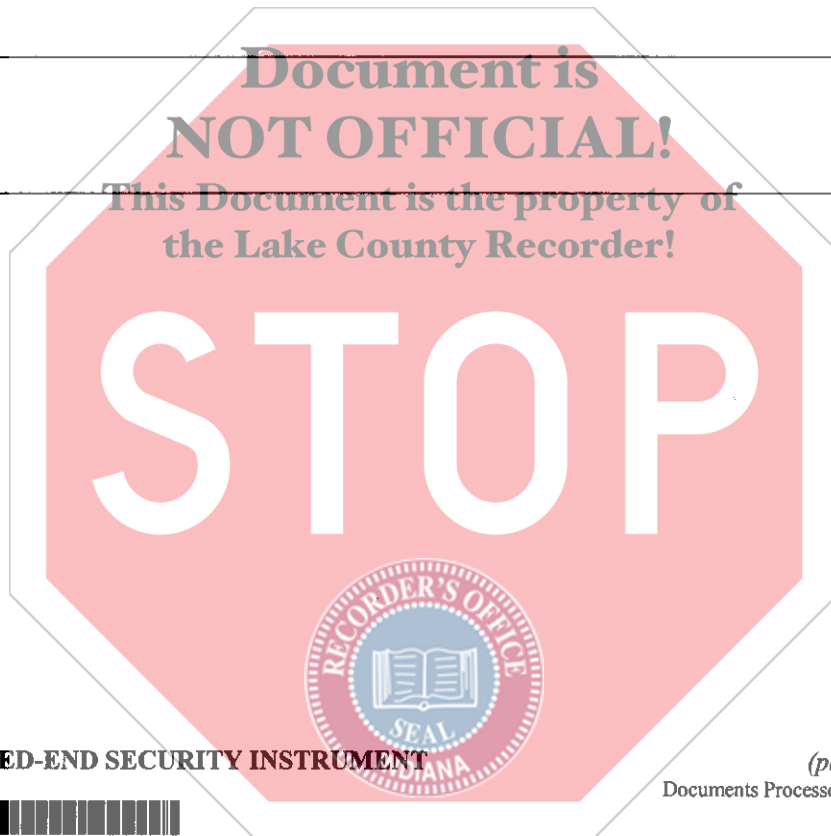 Document is
NOT OFFICIAL!
This Document is the property of
the Lake County Recorder!
STOP
RECORDER'S OFFICE
SEAL
INDIANA
ED-END SECURITY INSTRUMENT
Documents Processe